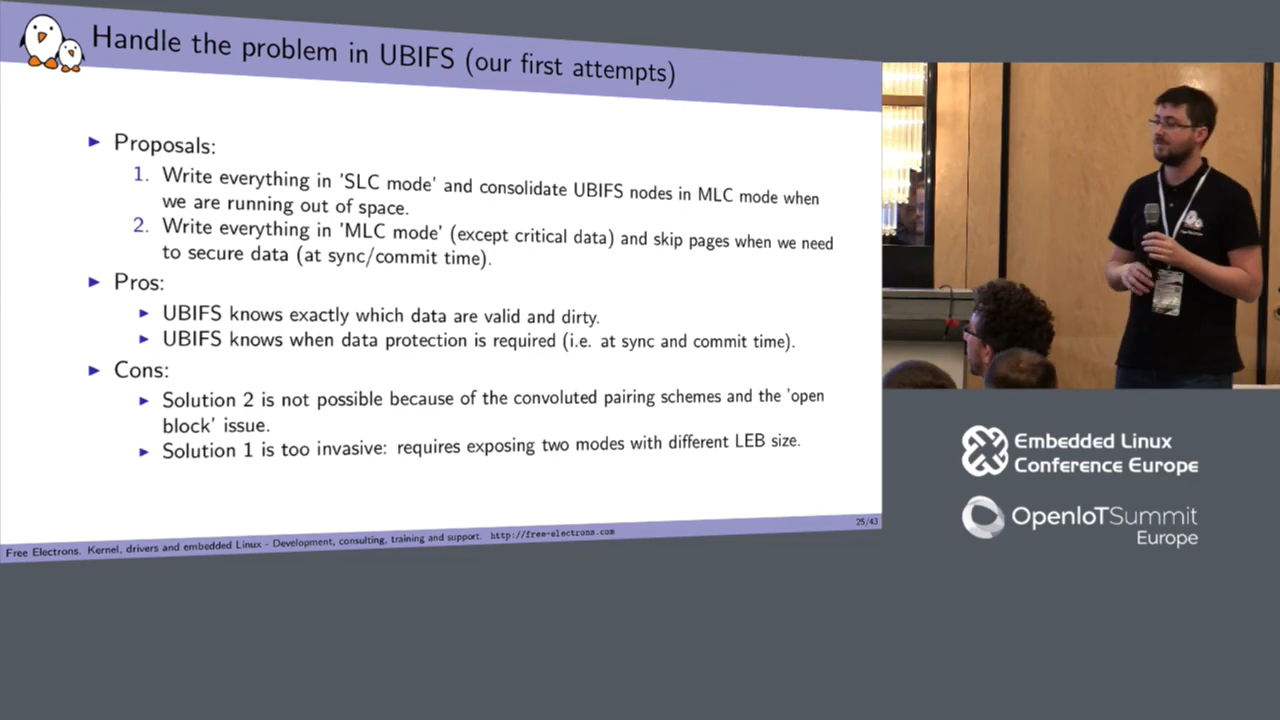 Handle the problem in UBIFS (our first attempts)
Proposals:
1. Write everything in 'SLC mode' and consolidate UBIFS nodes in MLC mode when
we are running out of space.
2. Write everything in 'MLC mode' (except critical data) and skip pages when we need
to secure data (at sync/commit time).
Pros:
UBIFS knows exactly which data are valid and dirty.
UBIFS knows when data protection is required (i.e. at sync and commit time).
Cons:
Solution 2 is not possible because of the convoluted pairing schemes and the 'open
block' issue.
Solution 1 is too invasive: requires exposing two modes with different LEB size.
Free Electrons. Kernel, drivers and embedded Linux - Development, consulting, training and support. http://free-electrons.com
25/43
Embedded Linux
Conference Europe
OpenIoTSummit
Europe